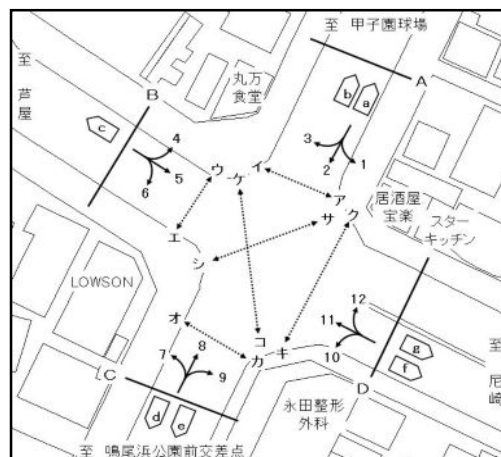 至 甲子園球場
A
至
芦
屋
B
丸万
食堂
b
a
c
4
5
6
3
2
1
ウ
ケ
イ
ア
ク
サ
居酒屋
宝楽
スター
キッチン
エ
シ
LOWSON
オ
コ
カ
キ
12
11
10
g
f
至
尼
崎
7
8
9
C
D
d
e
永田整形
外科
至 鳴尾浜公園前交差点